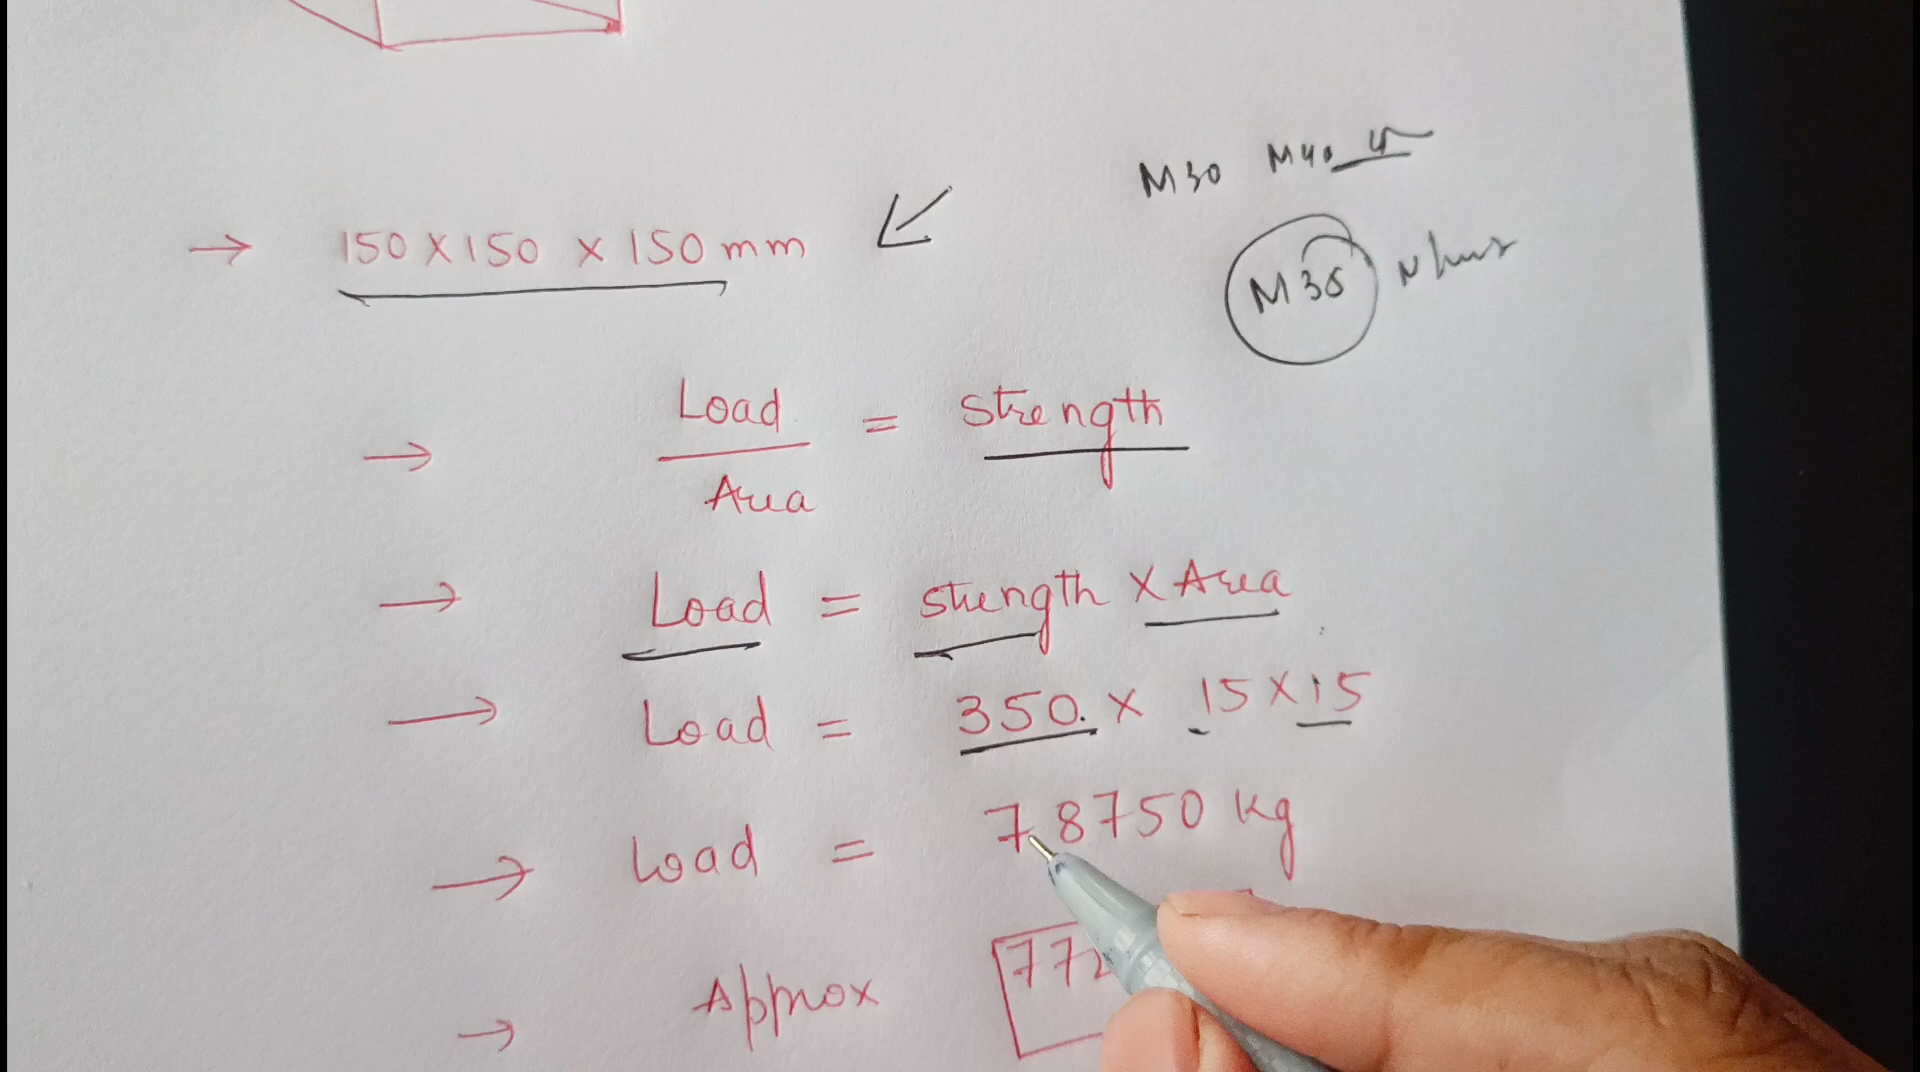 M30 M40
→ 150 X 150 X 150 mm
M35
→ Load / Area = Strength
→ Load = Strength X Area
→ Load = 350. X 15 X 15
→ Load = 78750 kg
→ Approx 772